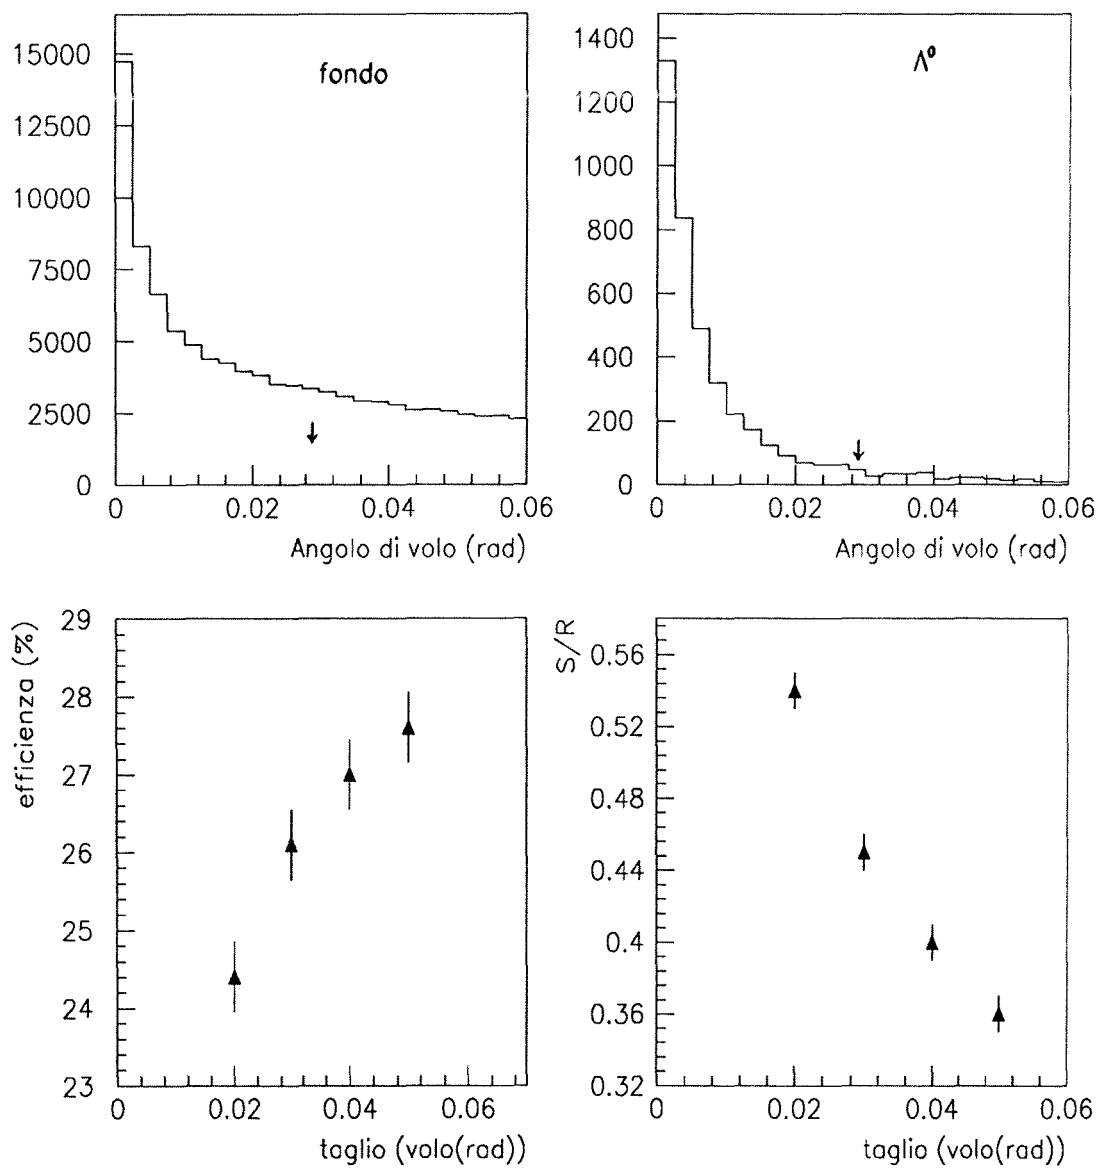 15000
12500
10000
7500
5000
2500
0
fondo
0 0.02 0.04 0.06
Angolo di volo (rad)
1400
1200
1000
800
600
400
200
0
Λ⁰
0 0.02 0.04 0.06
Angolo di volo (rad)
efficienza (%)
29
28
27
26
25
24
23
0 0.02 0.04 0.06
taglio (volo(rad))
S/R
0.56
0.52
0.48
0.44
0.4
0.36
0.32
0 0.02 0.04 0.06
taglio (volo(rad))